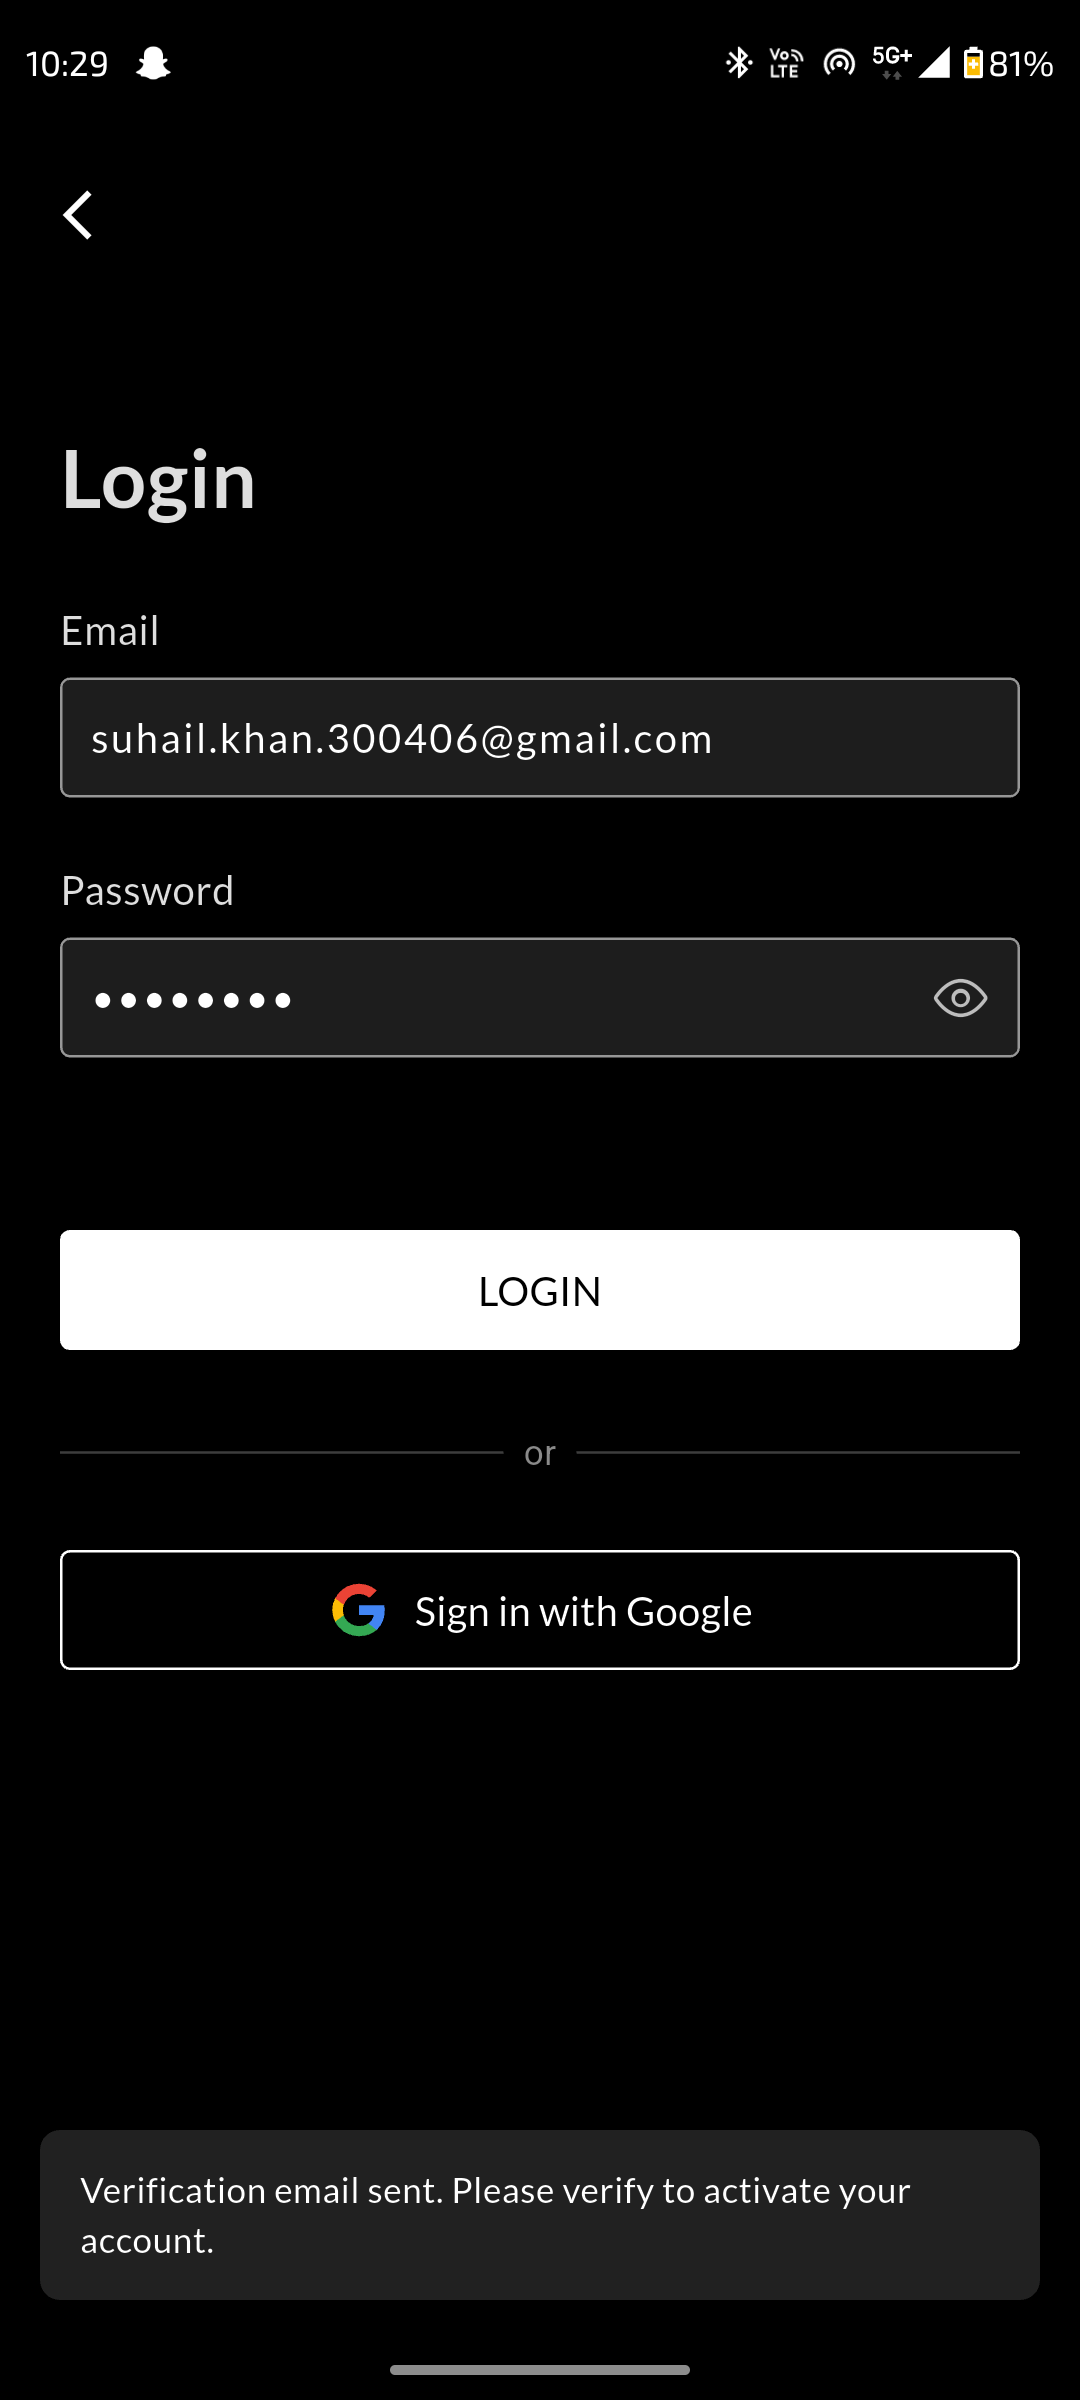 10:29 Vo LTE 5G+ 81%
Login
Email
suhail.khan.300406@gmail.com
Password
••••••••
LOGIN
or
Sign in with Google
Verification email sent. Please verify to activate your
account.